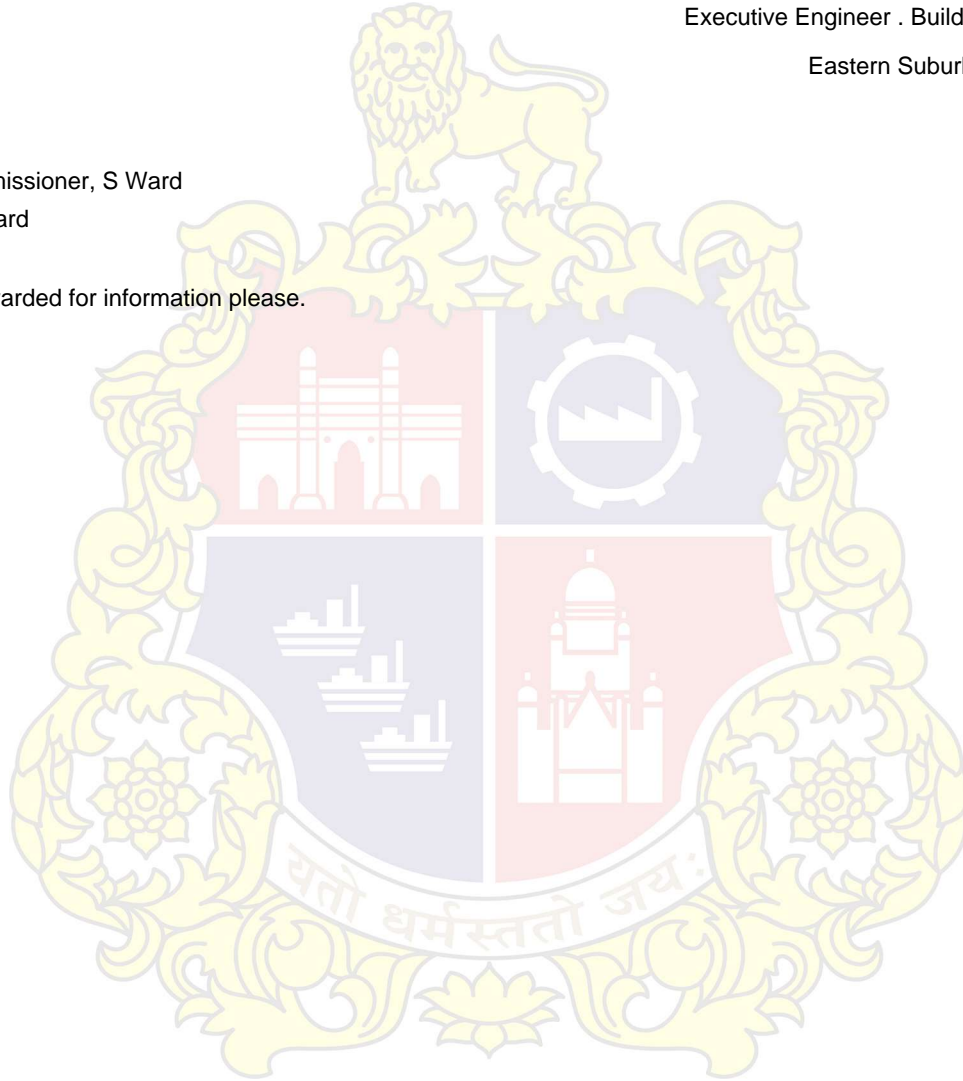 Executive Engineer . Build
Eastern Suburl
nissioner, S Ward
ard
arded for information please.
यतो धर्मस्ततो जय: